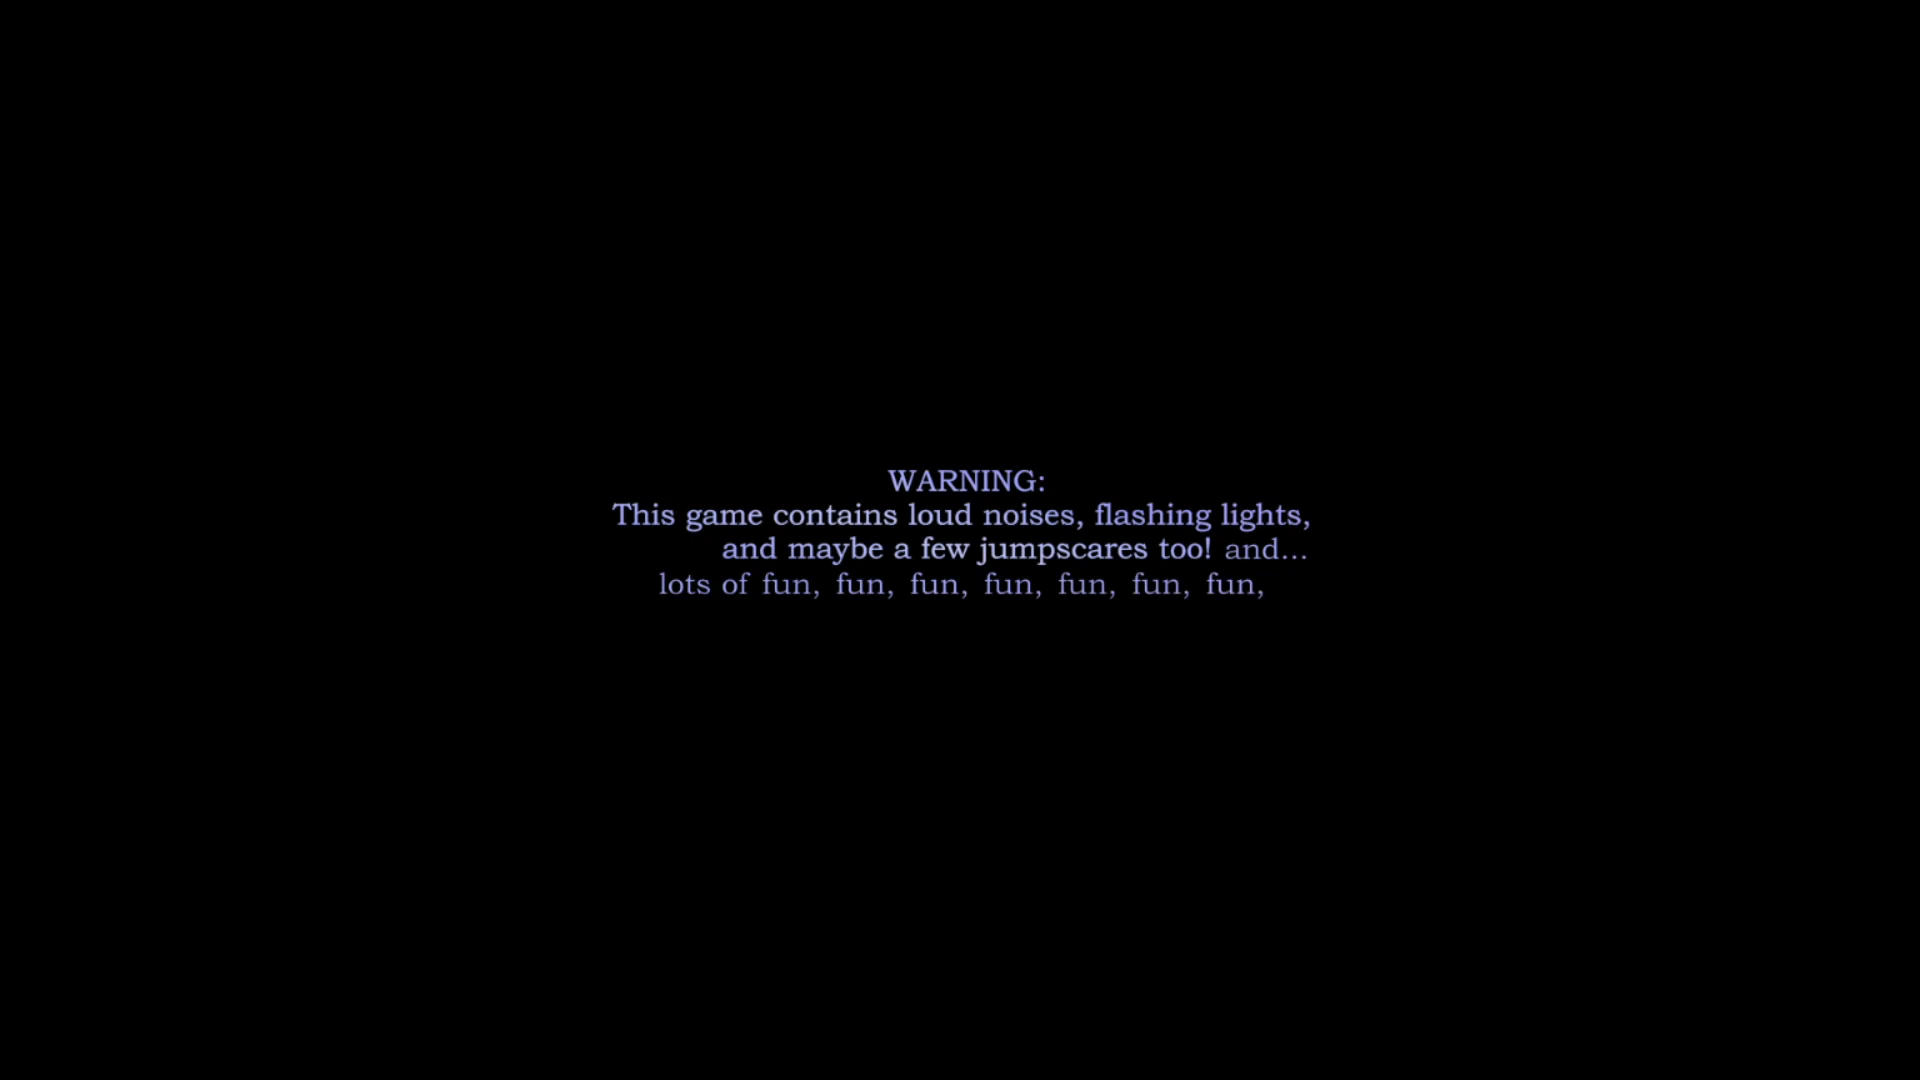 WARNING:
This game contains loud noises, flashing lights,
and maybe a few jumpscares too! and...
lots of fun, fun, fun, fun, fun, fun, fun,